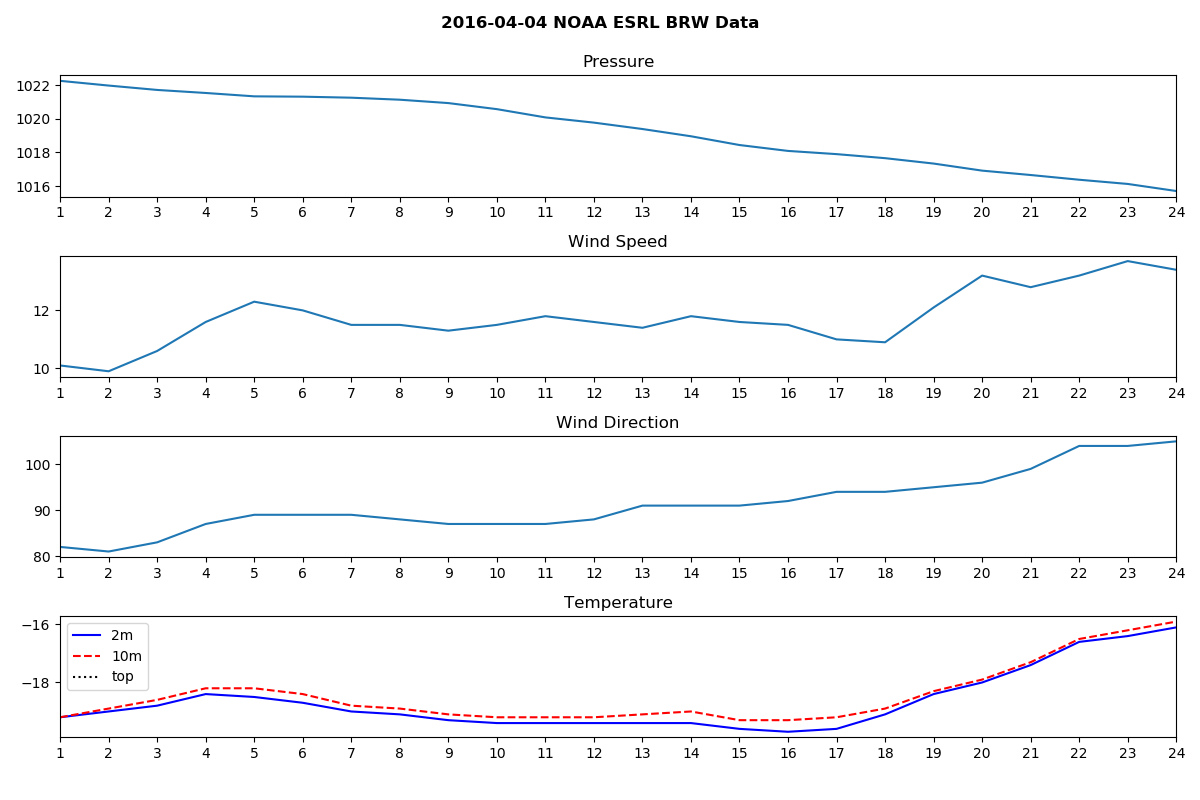 2016-04-04 NOAA ESRL BRW Data
Pressure
1022
1020
1018
1016
1 2 3 4 5 6 7 8 9 10 11 12 13 14 15 16 17 18 19 20 21 22 23 24
Wind Speed
12
10
1 2 3 4 5 6 7 8 9 10 11 12 13 14 15 16 17 18 19 20 21 22 23 24
Wind Direction
100
90
80
1 2 3 4 5 6 7 8 9 10 11 12 13 14 15 16 17 18 19 20 21 22 23 24
Temperature
−16
−18
2m
10m
top
1 2 3 4 5 6 7 8 9 10 11 12 13 14 15 16 17 18 19 20 21 22 23 24